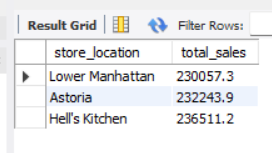 Result Grid Filter Rows:
store_location total_sales
Lower Manhattan 230057.3
Astoria 232243.9
Hell's Kitchen 236511.2